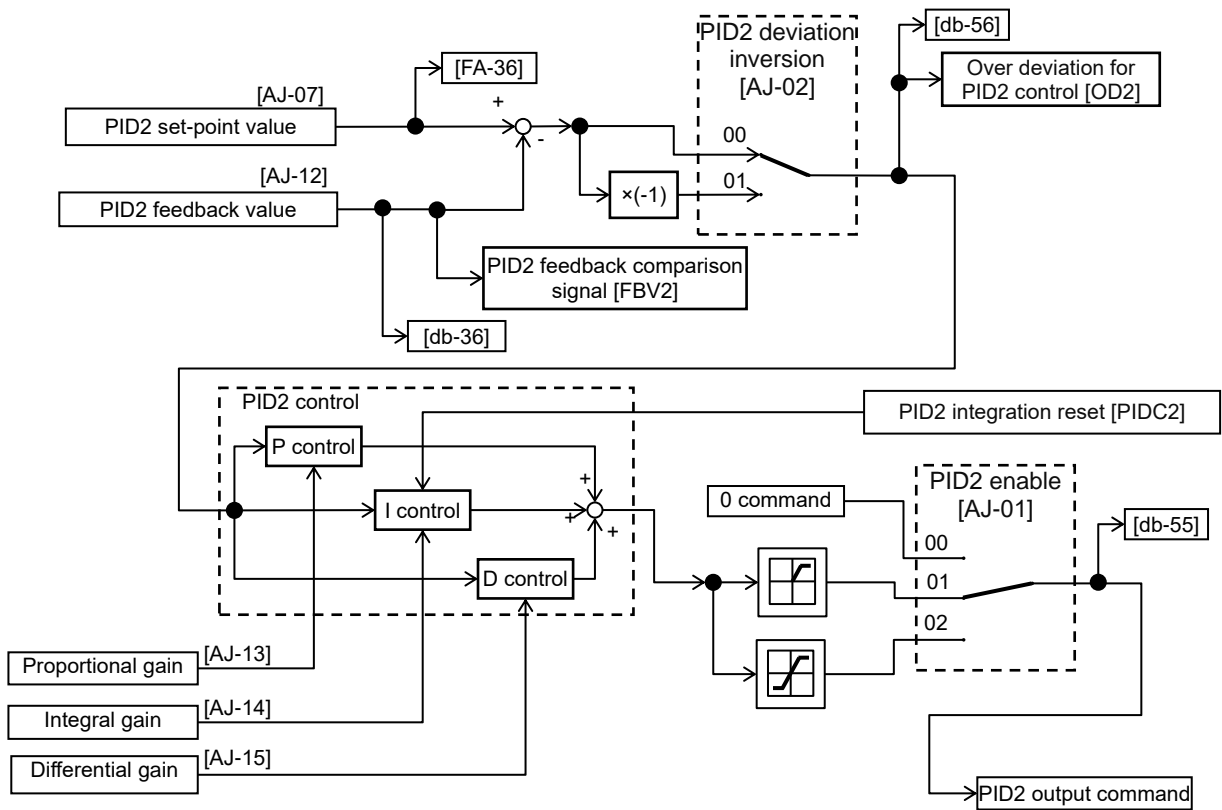 PID2 deviation
inversion
[AJ-02]
[db-56]
Over deviation for
PID2 control [OD2]
[FA-36]
[AJ-07]
PID2 set-point value
+
-
00
01
×(-1)
[AJ-12]
PID2 feedback value
PID2 feedback comparison
signal [FBV2]
[db-36]
PID2 control
PID2 integration reset [PIDC2]
P control
I control
D control
+
+
+
0 command
PID2 enable
[AJ-01]
00
01
02
[db-55]
Proportional gain
[AJ-13]
Integral gain
[AJ-14]
Differential gain
[AJ-15]
PID2 output command